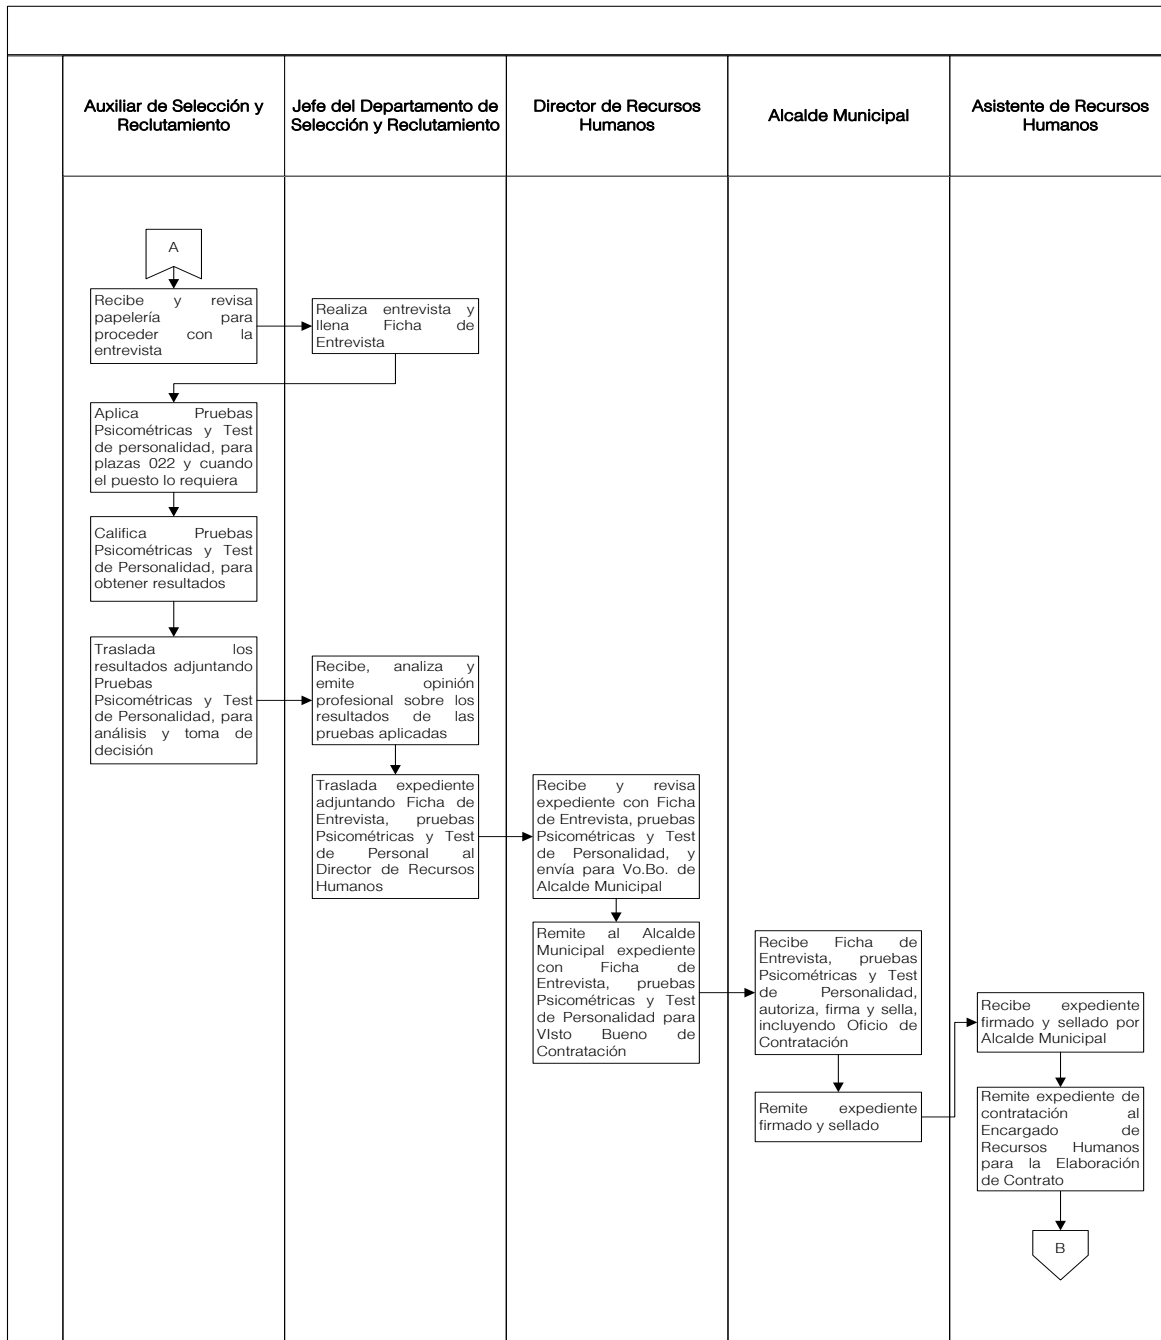 Auxiliar de Selección y
Reclutamiento
Jefe del Departamento de
Selección y Reclutamiento
Director de Recursos
Humanos
Alcalde Municipal
Asistente de Recursos
Humanos
A
Recibe y revisa
papelería para
proceder con la
entrevista
Realiza entrevista y
llena Ficha de
Entrevista
Aplica Pruebas
Psicométricas y Test
de personalidad, para
plazas 022 y cuando
el puesto lo requiera
Califica Pruebas
Psicométricas y Test
de Personalidad, para
obtener resultados
Traslada los
resultados adjuntando
Pruebas
Psicométricas y Test
de Personalidad, para
análisis y toma de
decisión
Recibe, analiza y
emite opinión
profesional sobre los
resultados de las
pruebas aplicadas
Traslada expediente
adjuntando Ficha de
Entrevista, pruebas
Psicométricas y Test
de Personal al
Director de Recursos
Humanos
Recibe y revisa
expediente con Ficha
de Entrevista, pruebas
Psicométricas y Test
de Personalidad, y
envía para Vo.Bo. de
Alcalde Municipal
Remite al Alcalde
Municipal expediente
con Ficha de
Entrevista, pruebas
Psicométricas y Test
de Personalidad para
VIsto Bueno de
Contratación
Recibe Ficha de
Entrevista, pruebas
Psicométricas y Test
de Personalidad,
autoriza, firma y sella,
incluyendo Oficio de
Contratación
Remite expediente
firmado y sellado
Recibe expediente
firmado y sellado por
Alcalde Municipal
Remite expediente de
contratación al
Encargado de
Recursos Humanos
para la Elaboración
de Contrato
B